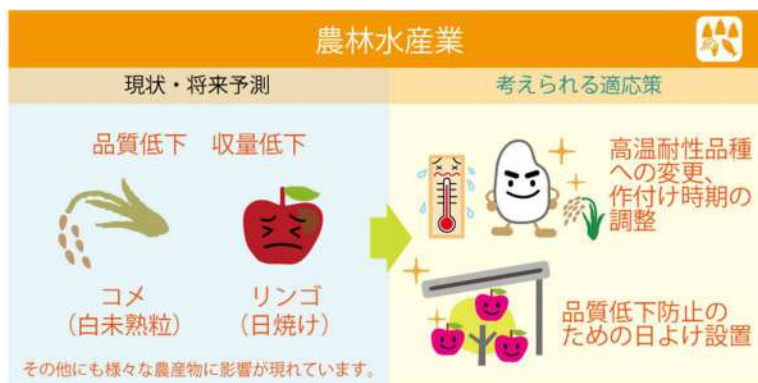 農林水産業
現状・将来予測
考えられる適応策
品質低下 収量低下
コメ
(白未熟粒)
リンゴ
(日焼け)
その他にも様々な農産物に影響が現れています。
高温耐性品種
への変更、
作付け時期の
調整
品質低下防止の
ための日よけ設置